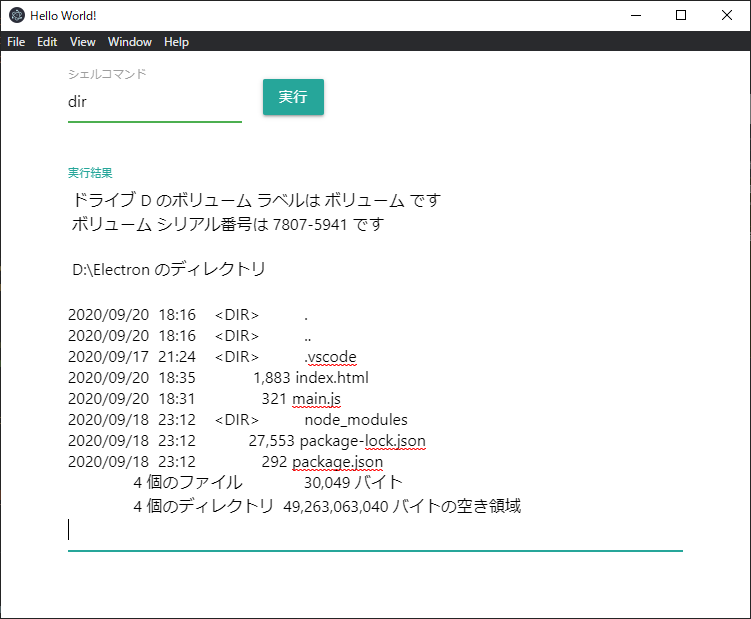 Hello World!
File Edit View Window Help
シェルコマンド
dir
実行
実行結果
ドライブ D のボリューム ラベルは ボリューム です
ボリューム シリアル番号は 7807-5941 です
D:\Electron のディレクトリ
2020/09/20 18:16 <DIR> .
2020/09/20 18:16 <DIR> ..
2020/09/17 21:24 <DIR> .vscode
2020/09/20 18:35 1,883 index.html
2020/09/20 18:31 321 main.js
2020/09/18 23:12 <DIR> node_modules
2020/09/18 23:12 27,553 package-lock.json
2020/09/18 23:12 292 package.json
4 個のファイル 30,049 バイト
4 個のディレクトリ 49,263,063,040 バイトの空き領域